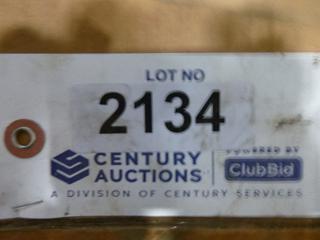 LOT NO
2134
CENTURY AUCTIONS
POWERED BY
ClubBid
A DIVISION OF CENTURY SERVICES